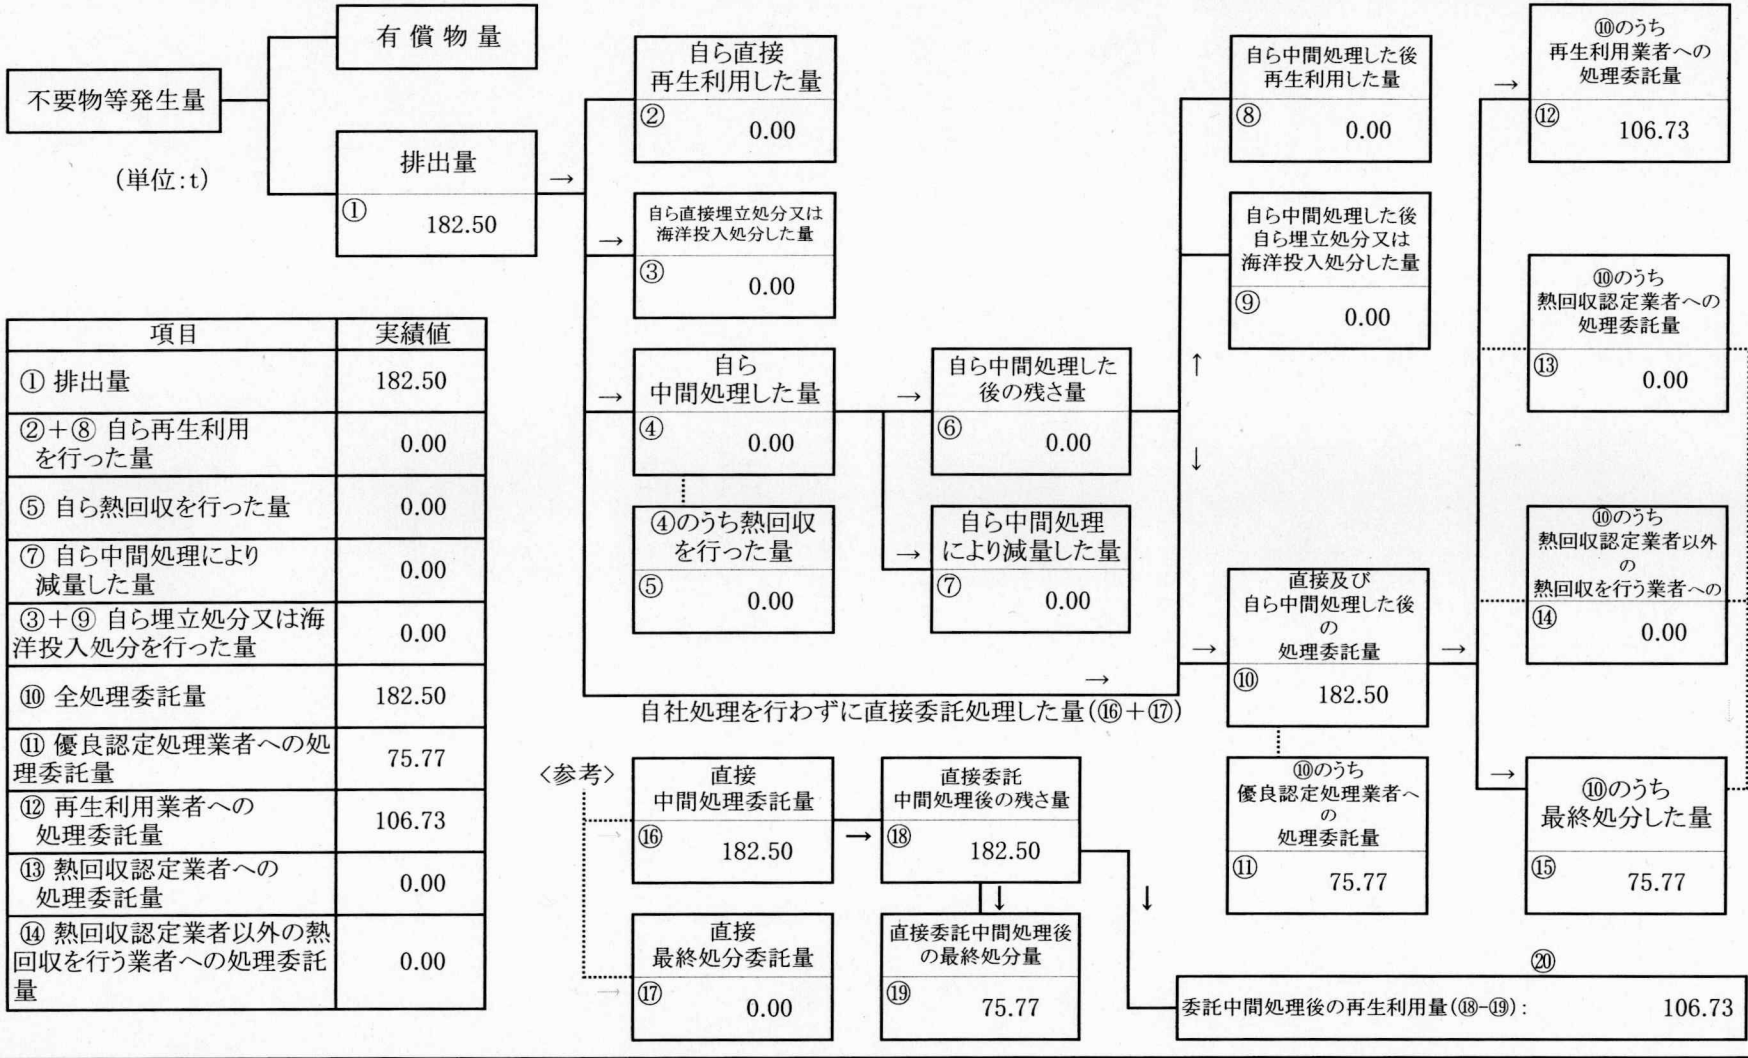 有償物量
不要物等発生量
(単位:t)
排出量
① 182.50
→
自ら直接
再生利用した量
② 0.00
→
自ら直接埋立処分又は
海洋投入処分した量
③ 0.00
→
自ら
中間処理した量
④ 0.00
④のうち熱回収
を行った量
⑤ 0.00
→
自ら中間処理した
後の残さ量
⑥ 0.00
→
自ら中間処理
により減量した量
⑦ 0.00
自ら中間処理した後
再生利用した量
⑧ 0.00
自ら中間処理した後
自ら埋立処分又は
海洋投入処分した量
⑨ 0.00
↑
↓
→
自社処理を行わずに直接委託処理した量(⑯+⑰)
→
直接及び
自ら中間処理した後
の
処理委託量
⑩ 182.50
⑩のうち
優良認定処理業者へ
の
処理委託量
⑪ 75.77
→
→
⑩のうち
再生利用業者への
処理委託量
⑫ 106.73
⑩のうち
熱回収認定業者への
処理委託量
⑬ 0.00
⑩のうち
熱回収認定業者以外
の
熱回収を行う業者への
⑭ 0.00
↓
→
⑩のうち
最終処分した量
⑮ 75.77
項目 実績値
① 排出量 182.50
②+⑧ 自ら再生利用
を行った量 0.00
⑤ 自ら熱回収を行った量 0.00
⑦ 自ら中間処理により
減量した量 0.00
③+⑨ 自ら埋立処分又は海
洋投入処分を行った量 0.00
⑩ 全処理委託量 182.50
⑪ 優良認定処理業者への処
理委託量 75.77
⑫ 再生利用業者への
処理委託量 106.73
⑬ 熱回収認定業者への
処理委託量 0.00
⑭ 熱回収認定業者以外の熱
回収を行う業者への処理委託
量 0.00
<参考>
→
直接
中間処理委託量
⑯ 182.50
→
直接委託
中間処理後の残さ量
⑱ 182.50
→
直接
最終処分委託量
⑰ 0.00
↓
直接委託中間処理後
の最終処分量
⑲ 75.77
↓
⑳
委託中間処理後の再生利用量(⑱-⑲): 106.73